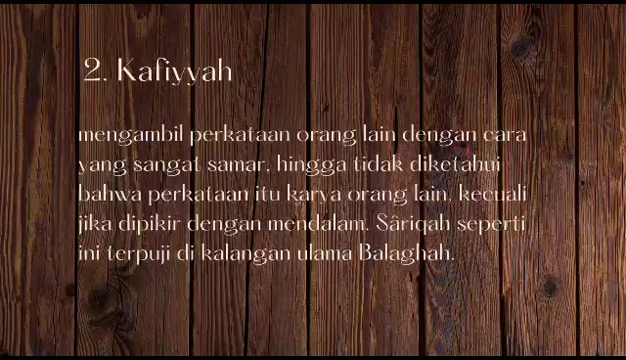 2. Kafiyyah
mengambil perkataan orang lain dengan cara
yang sangat samar, hingga tidak diketahui
bahwa perkataan itu karya orang lain, kecuali
jika dipikir dengan mendalam. Sâriqah seperti
ini terpuji di kalangan ulama Balaghah.